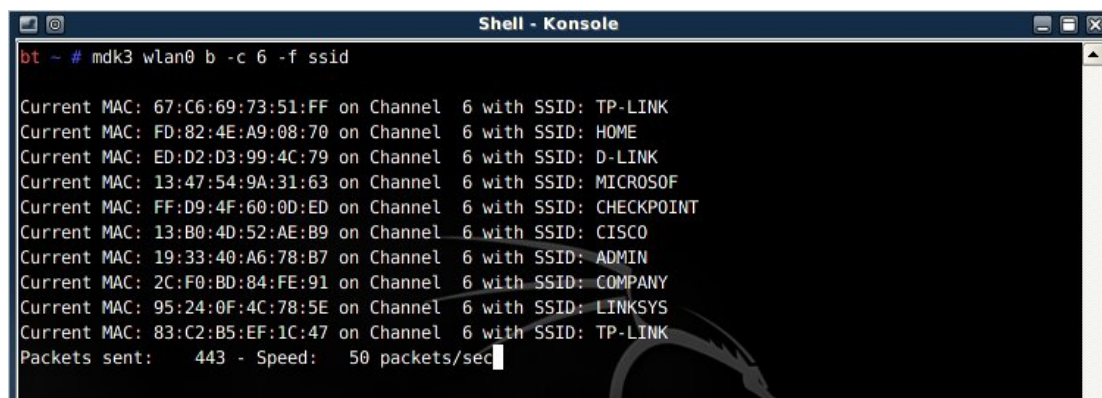 Shell - Konsole
bt ~ # mdk3 wlan0 b -c 6 -f ssid
Current MAC: 67:C6:69:73:51:FF on Channel  6 with SSID: TP-LINK
Current MAC: FD:82:4E:A9:08:70 on Channel  6 with SSID: HOME
Current MAC: ED:D2:D3:99:4C:79 on Channel  6 with SSID: D-LINK
Current MAC: 13:47:54:9A:31:63 on Channel  6 with SSID: MICROSOF
Current MAC: FF:D9:4F:60:0D:ED on Channel  6 with SSID: CHECKPOINT
Current MAC: 13:B0:4D:52:AE:B9 on Channel  6 with SSID: CISCO
Current MAC: 19:33:40:A6:78:B7 on Channel  6 with SSID: ADMIN
Current MAC: 2C:F0:BD:84:FE:91 on Channel  6 with SSID: COMPANY
Current MAC: 95:24:0F:4C:78:5E on Channel  6 with SSID: LINKSYS
Current MAC: 83:C2:B5:EF:1C:47 on Channel  6 with SSID: TP-LINK
Packets sent:    443 - Speed:   50 packets/sec